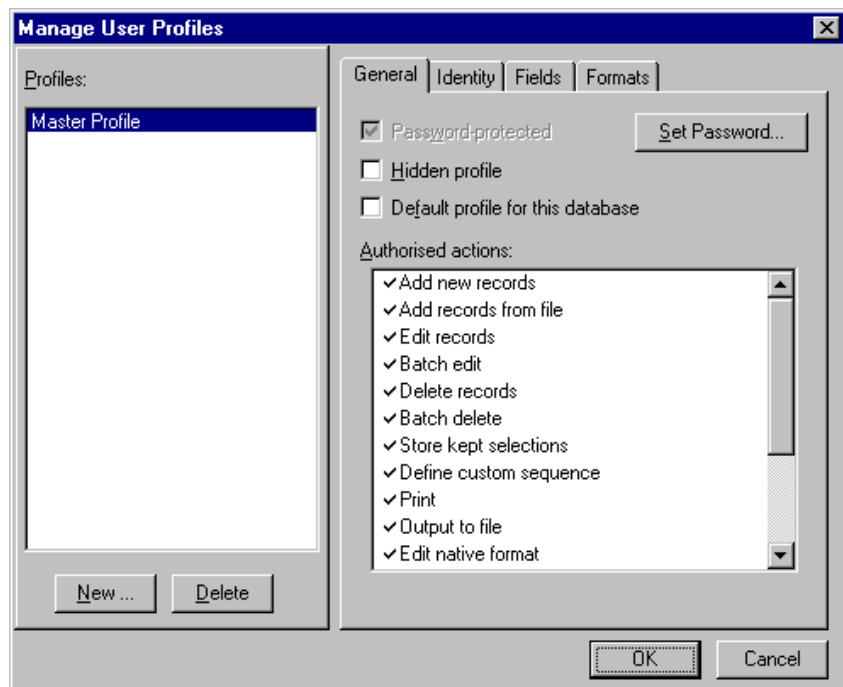 Manage User Profiles
Profiles:
Master Profile
New ...
Delete
General
Identity
Fields
Formats
Password-protected
Set Password...
Hidden profile
Default profile for this database
Authorised actions:
Add new records
Add records from file
Edit records
Batch edit
Delete records
Batch delete
Store kept selections
Define custom sequence
Print
Output to file
Edit native format
OK
Cancel